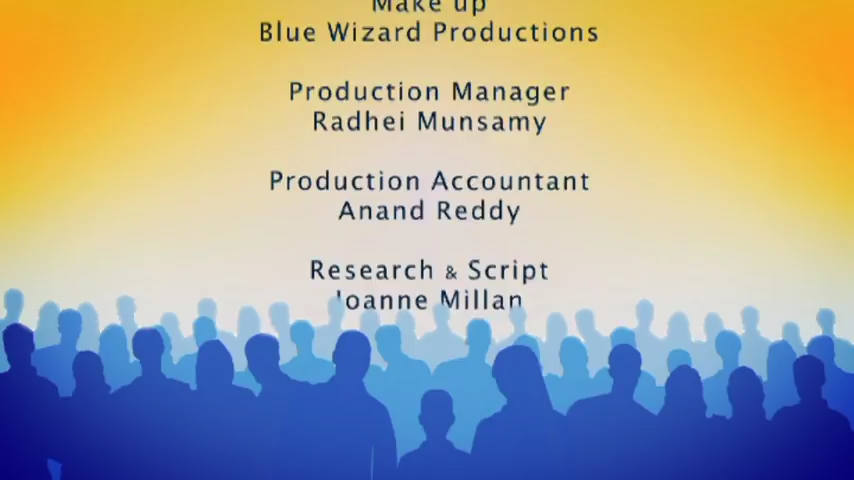 Make up
Blue Wizard Productions
Production Manager
Radhei Munsamy
Production Accountant
Anand Reddy
Research & Script
Joanne Millan